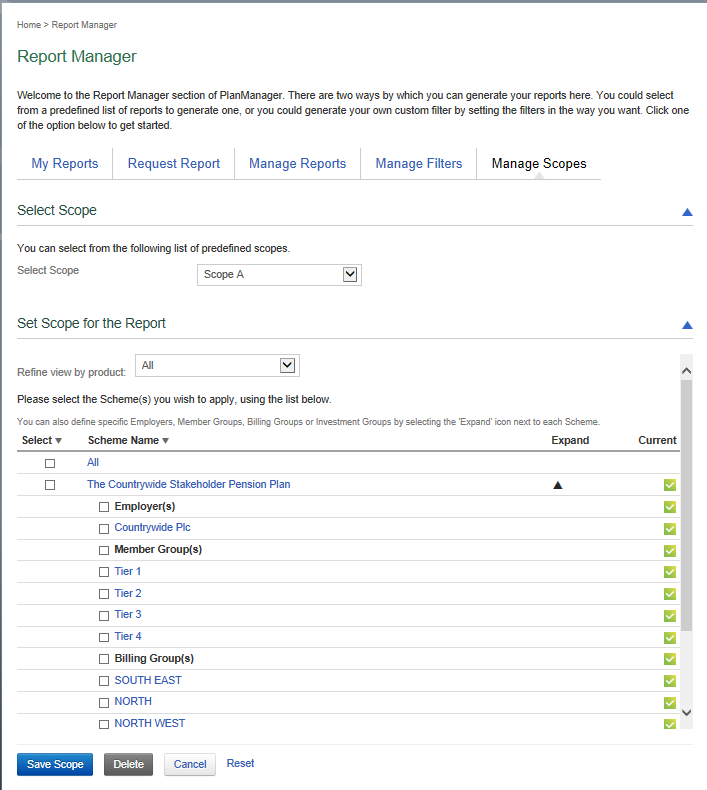 Home > Report Manager
Report Manager
Welcome to the Report Manager section of PlanManager. There are two ways by which you can generate your reports here. You could select
from a predefined list of reports to generate one, or you could generate your own custom filter by setting the filters in the way you want. Click one
of the option below to get started.
My Reports Request Report Manage Reports Manage Filters Manage Scopes
Select Scope
You can select from the following list of predefined scopes.
Select Scope Scope A
Set Scope for the Report
Refine view by product: All
Please select the Scheme(s) you wish to apply, using the list below.
You can also define specific Employers, Member Groups, Billing Groups or Investment Groups by selecting the 'Expand' icon next to each Scheme.
Select Scheme Name Expand Current
All
The Countrywide Stakeholder Pension Plan
Employer(s)
Countrywide Plc
Member Group(s)
Tier 1
Tier 2
Tier 3
Tier 4
Billing Group(s)
SOUTH EAST
NORTH
NORTH WEST
Save Scope Delete Cancel Reset